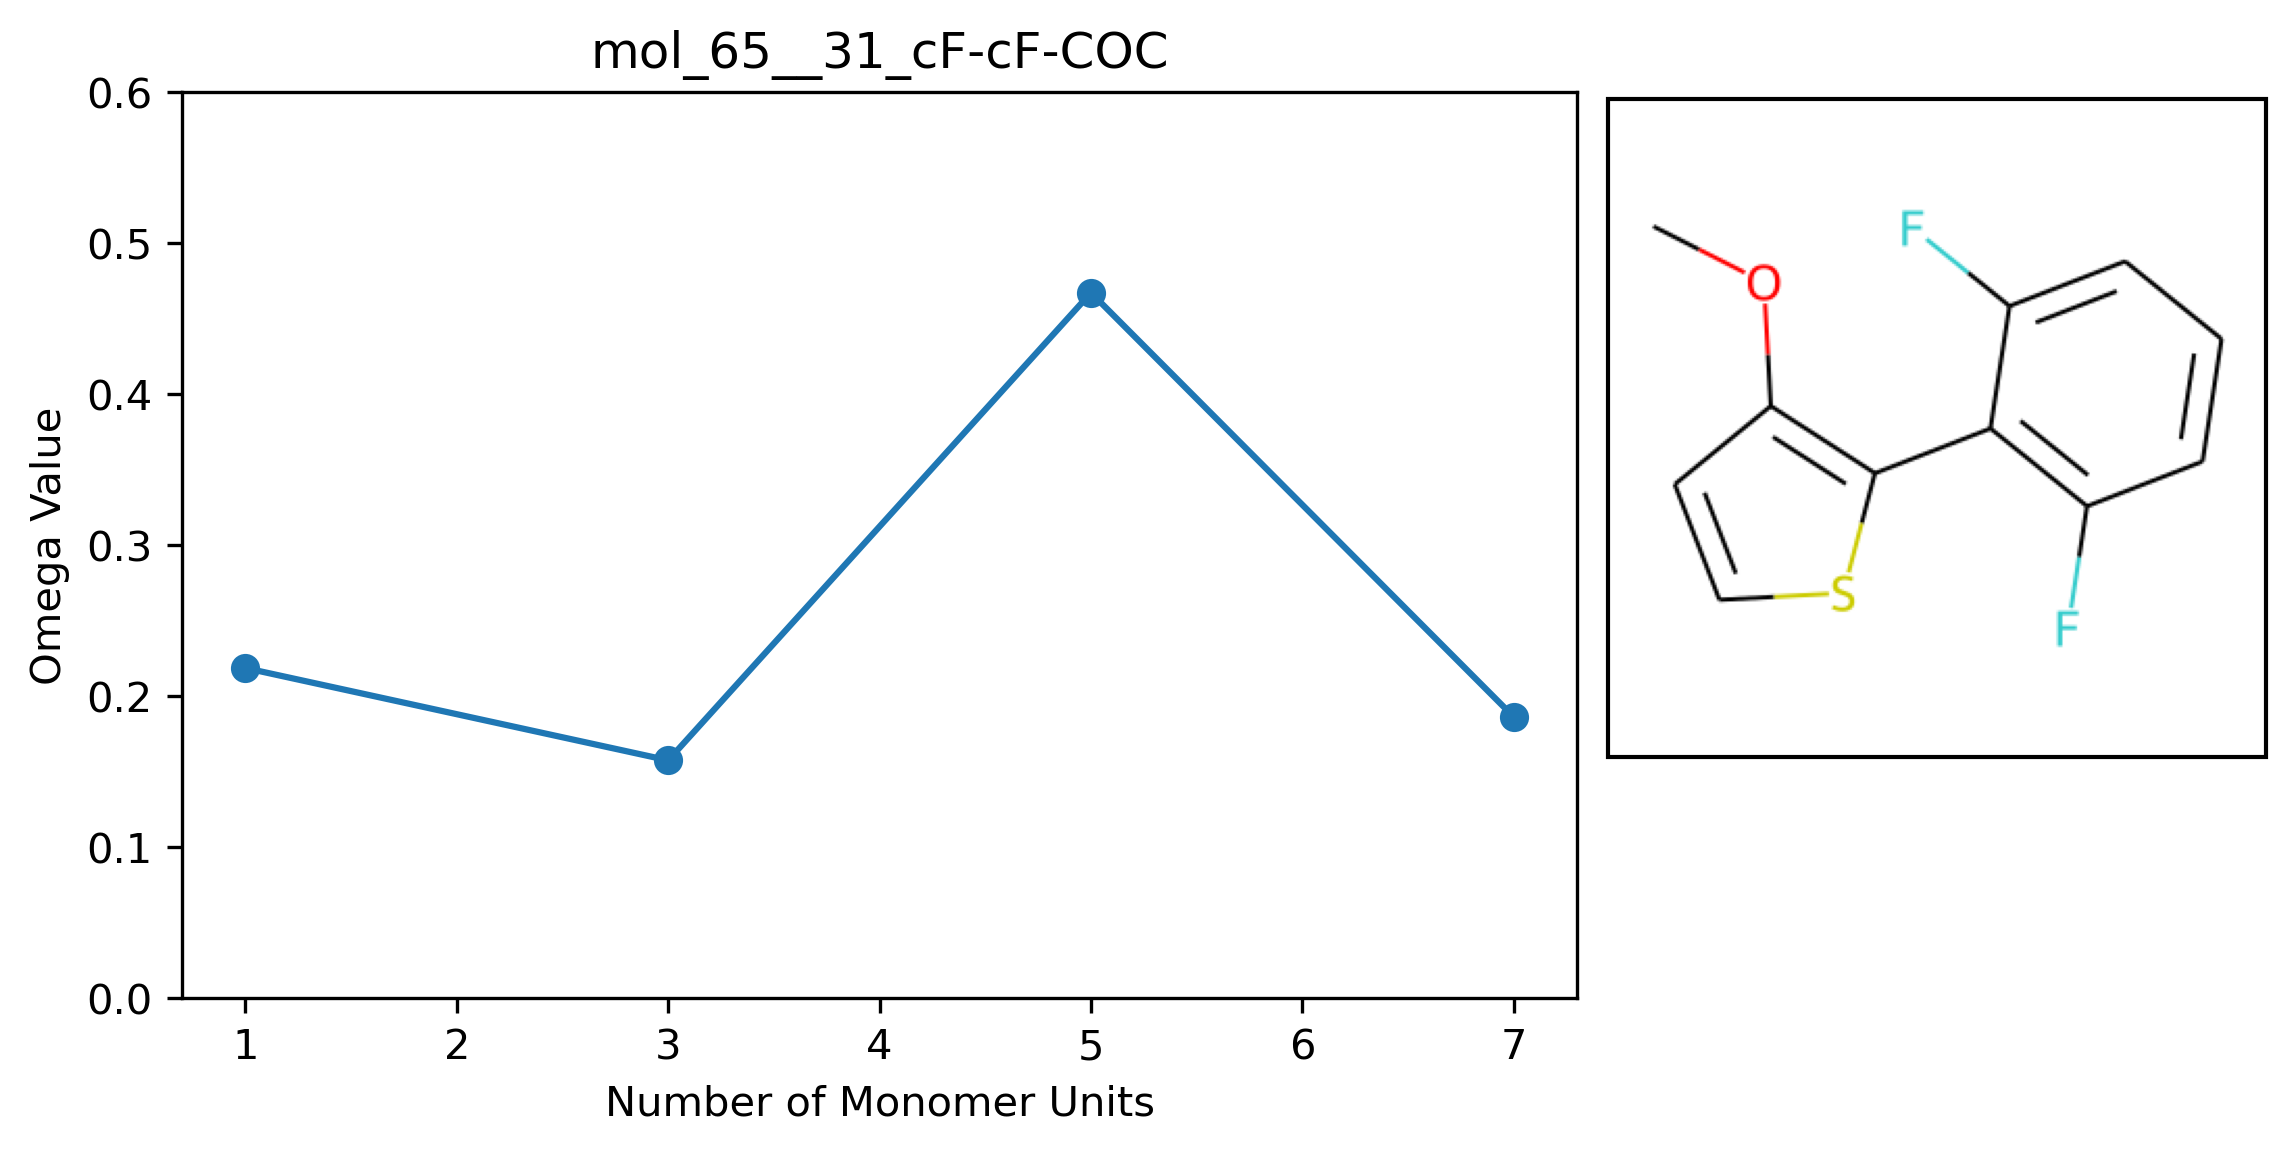 mol_65__31_cF-cF-COC
0.6
0.5
0.4
0.3
0.2
0.1
0.0
Omega Value
1 2 3 4 5 6 7
Number of Monomer Units
F
O
S
F